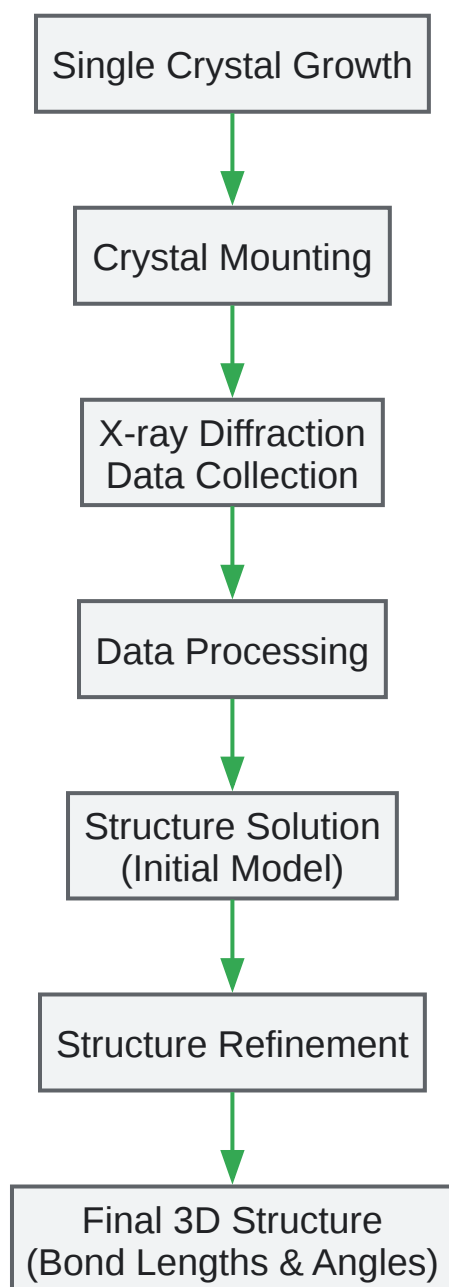 Single Crystal Growth
Crystal Mounting
X-ray Diffraction
Data Collection
Data Processing
Structure Solution
(Initial Model)
Structure Refinement
Final 3D Structure
(Bond Lengths & Angles)